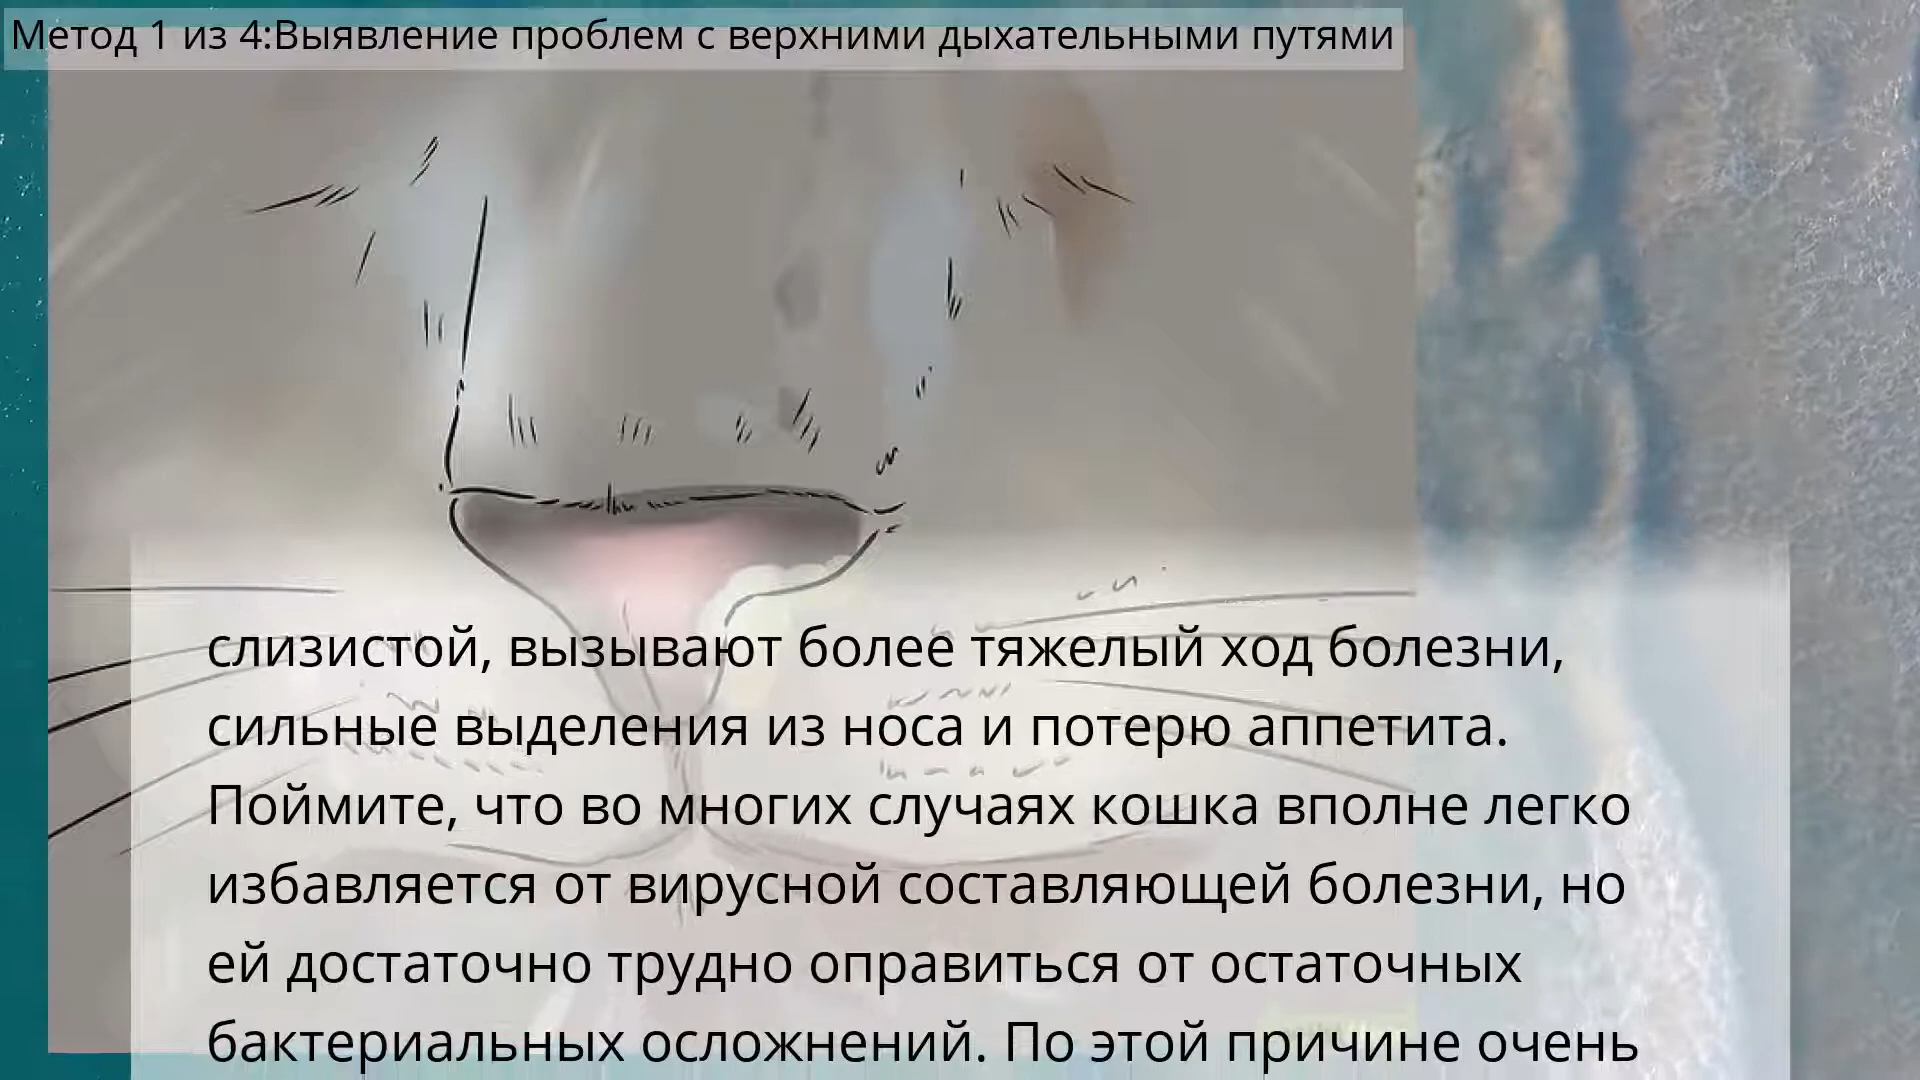 Метод 1 из 4:Выявление проблем с верхними дыхательными путями
слизистой, вызывают более тяжелый ход болезни,
сильные выделения из носа и потерю аппетита.
Поймите, что во многих случаях кошка вполне легко
избавляется от вирусной составляющей болезни, но
ей достаточно трудно оправиться от остаточных
бактериальных осложнений. По этой причине очень